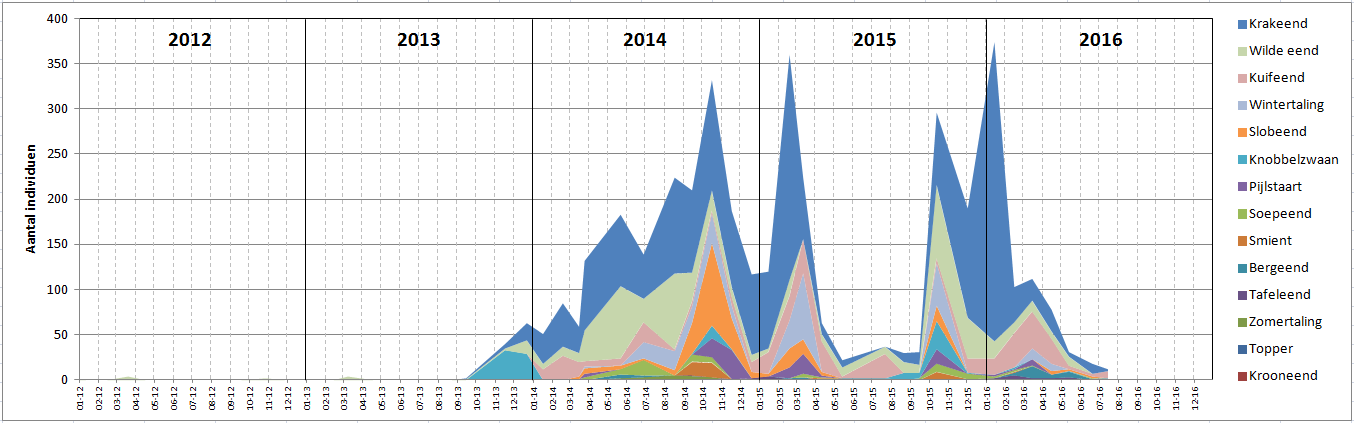 400
350
300
250
200
150
100
50
0
Aantal individuen
2012 2013 2014 2015 2016
01-12 02-12 03-12 04-12 05-12 06-12 07-12 08-12 09-12 10-12 11-12 12-12 01-13 02-13 03-13 04-13 05-13 06-13 07-13 08-13 09-13 10-13 11-13 12-13 01-14 02-14 03-14 04-14 05-14 06-14 07-14 08-14 09-14 10-14 11-14 12-14 01-15 02-15 03-15 04-15 05-15 06-15 07-15 08-15 09-15 10-15 11-15 12-15 01-16 02-16 03-16 04-16 05-16 06-16 07-16 08-16 09-16 10-16 11-16 12-16
Krakeend
Wilde eend
Kuifeend
Wintertaling
Slobeend
Knobbelzwaan
Pijlstaart
Soepeend
Smient
Bergeend
Tafeleend
Zomertaling
Topper
Krooneend